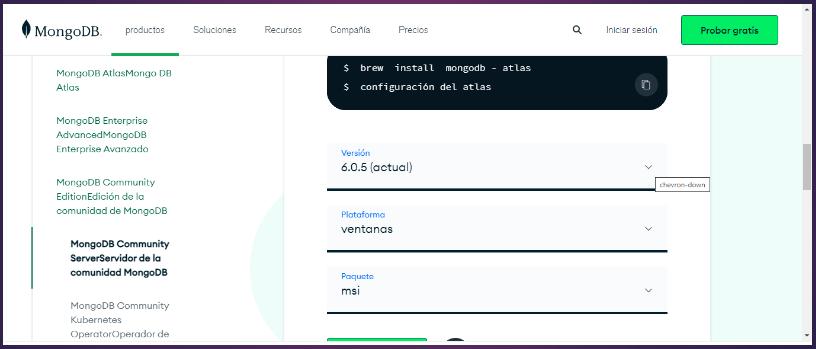 MongoDB.
productos
Soluciones
Recursos
Compañía
Precios
Iniciar sesión
Probar gratis
MongoDB AtlasMongo DB
Atlas
MongoDB Enterprise
AdvancedMongoDB
Enterprise Avanzado
MongoDB Community
EditionEdición de la
comunidad de MongoDB
MongoDB Community
ServerServidor de la
comunidad MongoDB
MongoDB Community
Kubernetes
OperatorOperador de
$ brew install mongodb - atlas
$ configuración del atlas
Versión
6.0.5 (actual)
chevron-down
Plataforma
ventanas
Paquete
msi